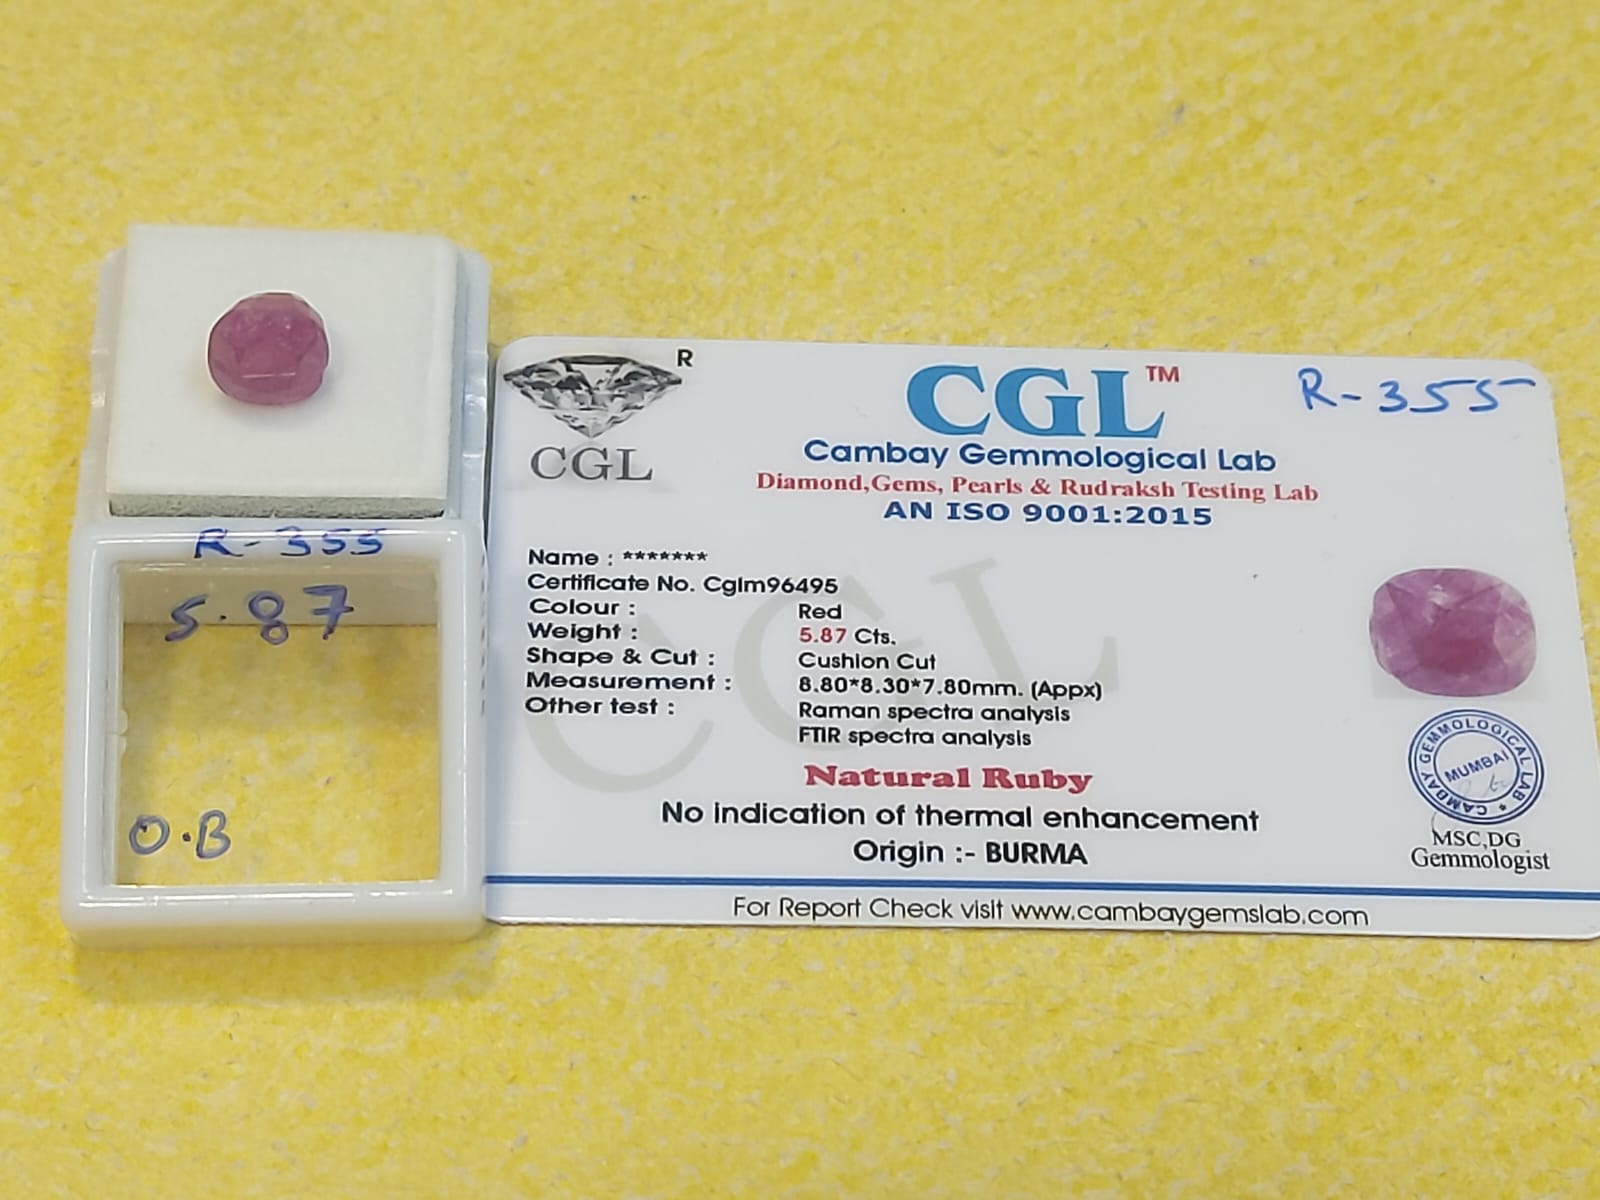 R-355
5.87
O.B
R
CGL
CGL™
R-355
Cambay Gemmological Lab
Diamond,Gems, Pearls & Rudraksh Testing Lab
AN ISO 9001:2015
Name : *******
Certificate No. Cglm96495
Colour : Red
Weight : 5.87 Cts.
Shape & Cut : Cushion Cut
Measurement : 8.80*8.30*7.80mm. (Appx)
Other test : Raman spectra analysis
FTIR spectra analysis
Natural Ruby
No indication of thermal enhancement
Origin :- BURMA
CGL
CAMBAY GEMMOLOGICAL LAB
MUMBAI
MSC,DG
Gemmologist
For Report Check visit www.cambaygemslab.com